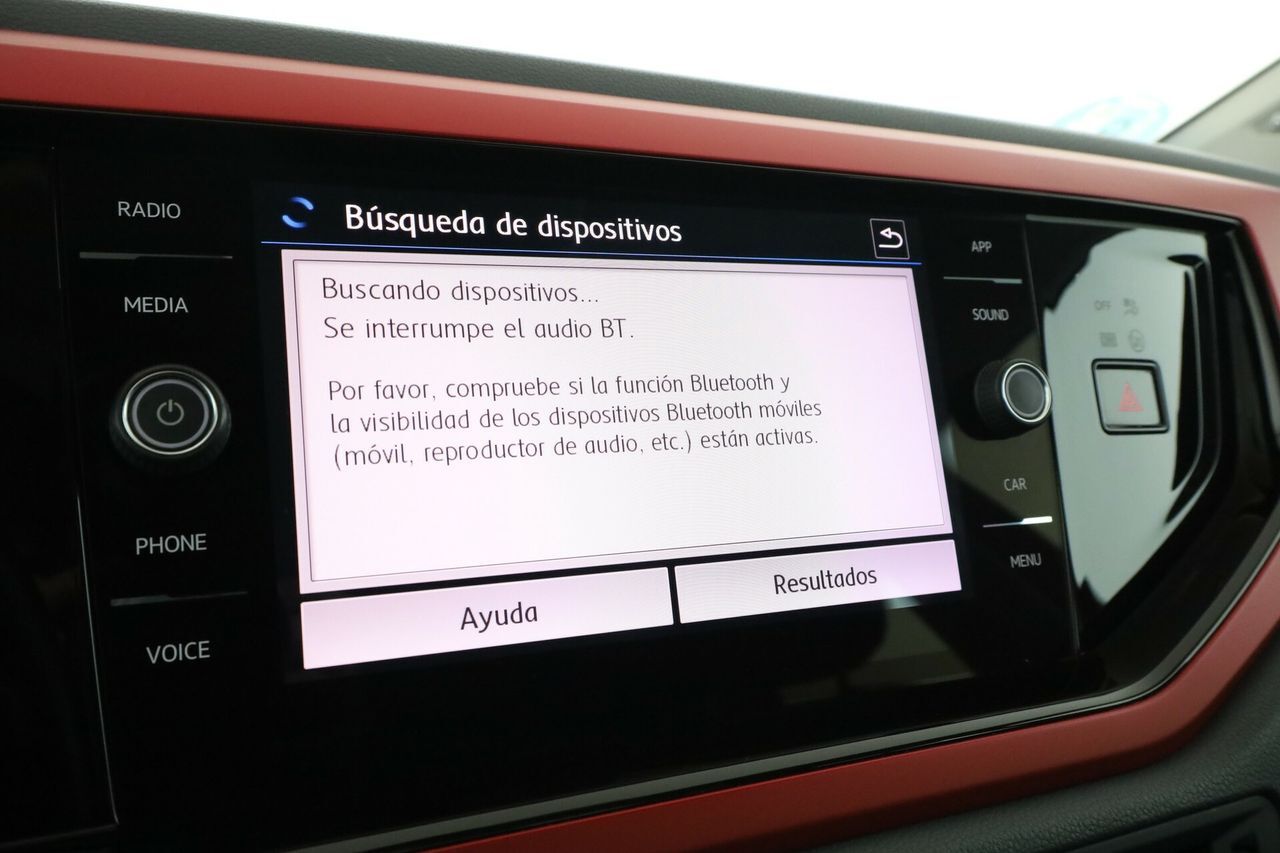 RADIO
MEDIA
PHONE
VOICE
Búsqueda de dispositivos
Buscando dispositivos...
Se interrumpe el audio BT.
Por favor, compruebe si la función Bluetooth y
la visibilidad de los dispositivos Bluetooth móviles
(móvil, reproductor de audio, etc.) están activas.
Ayuda
Resultados
APP
SOUND
CAR
MENU
OFF